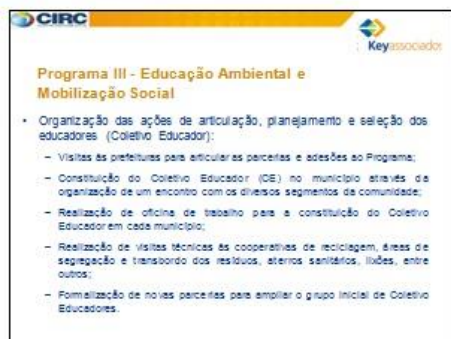 CIRC
Keyassociados
Programa III - Educação Ambiental e
Mobilização Social
• Organização das ações de articulação, planejamento e seleção dos
educadores (Coletivo Educador):
– Visitas às prefeituras para articular as parcerias e adesões ao Programa;
– Constituição do Coletivo Educador (CE) no município através da
organização de um encontro com os diversos segmentos da comunidade;
– Realização de oficina de trabalho para a constituição do Coletivo
Educador em cada município;
– Realização de visitas técnicas às cooperativas de reciclagem, áreas de
segregação e transbordo dos resíduos, aterros sanitários, lixões, entre
outros;
– Formalização de novas parcerias para ampliar o grupo inicial de Coletivo
Educadores.